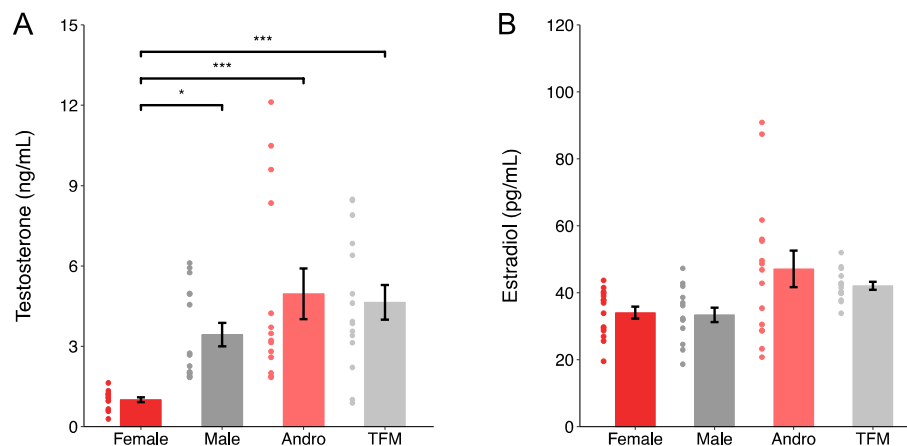 A
Testosterone (ng/mL)
15
12
9
6
3
0
***
***
*
Female Male Andro TFM
B
Estradiol (pg/mL)
120
100
80
60
40
20
0
Female Male Andro TFM